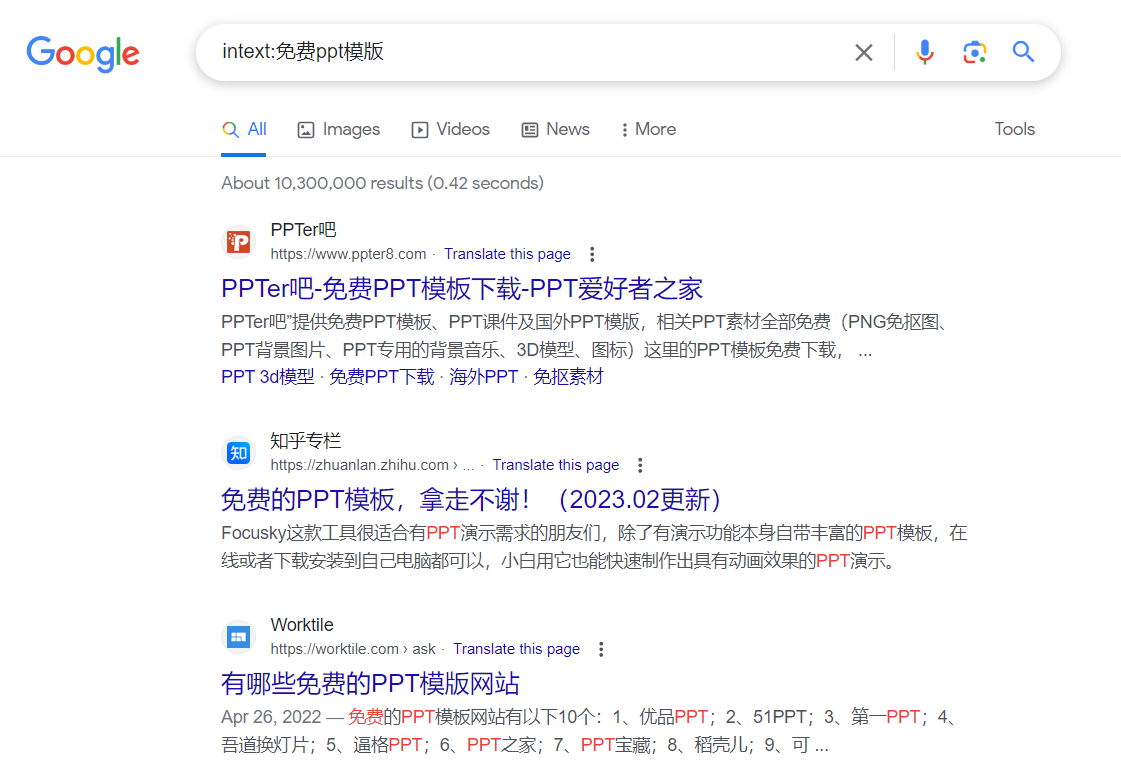 Google
intext:免费ppt模版
All Images Videos News More Tools
About 10,300,000 results (0.42 seconds)
PPTer吧
https://www.ppter8.com · Translate this page
PPTer吧-免费PPT模板下载-PPT爱好者之家
PPTer吧”提供免费PPT模板、PPT课件及国外PPT模版，相关PPT素材全部免费（PNG免抠图、
PPT背景图片、PPT专用的背景音乐、3D模型、图标）这里的PPT模板免费下载， ...
PPT 3d模型 · 免费PPT下载 · 海外PPT · 免抠素材
知 知乎专栏
https://zhuanlan.zhihu.com › ... · Translate this page
免费的PPT模板，拿走不谢！（2023.02更新）
Focusky这款工具很适合有PPT演示需求的朋友们，除了有演示功能本身自带丰富的PPT模板，在
线或者下载安装到自己电脑都可以，小白用它也能快速制作出具有动画效果的PPT演示。
Worktile
https://worktile.com › ask · Translate this page
有哪些免费的PPT模版网站
Apr 26, 2022 — 免费的PPT模板网站有以下10个：1、优品PPT；2、51PPT；3、第一PPT；4、
吾道换灯片；5、逼格PPT；6、PPT之家；7、PPT宝藏；8、稻壳儿；9、可 ...